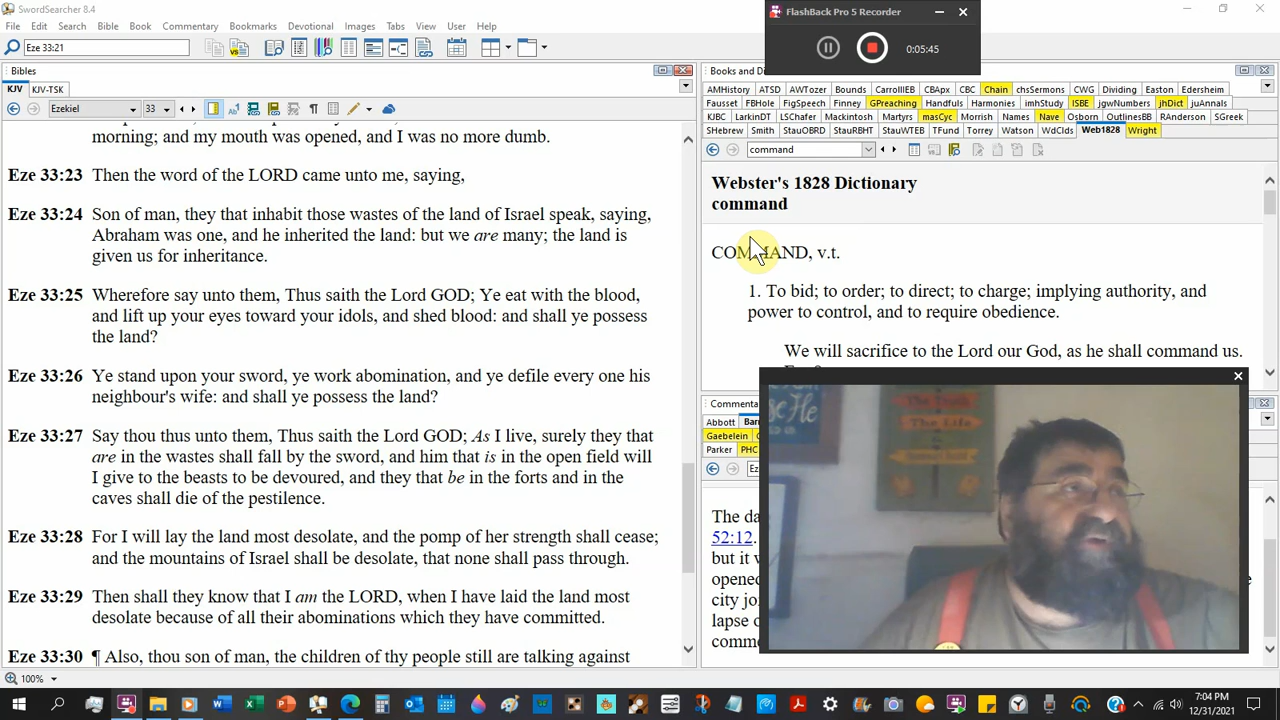 SwordSearcher 8.4
File Edit Search Bible Book Commentary Bookmarks Devotional Images Tabs View User Help
Eze 33:21
Bibles
KJV KJV-TSK
Ezekiel 33
morning; and my mouth was opened, and I was no more dumb.
Eze 33:23 Then the word of the LORD came unto me, saying,
Eze 33:24 Son of man, they that inhabit those wastes of the land of Israel speak, saying,
Abraham was one, and he inherited the land: but we are many; the land is
given us for inheritance.
Eze 33:25 Wherefore say unto them, Thus saith the Lord GOD; Ye eat with the blood,
and lift up your eyes toward your idols, and shed blood: and shall ye possess
the land?
Eze 33:26 Ye stand upon your sword, ye work abomination, and ye defile every one his
neighbour's wife: and shall ye possess the land?
Eze 33:27 Say thou thus unto them, Thus saith the Lord GOD; As I live, surely they that
are in the wastes shall fall by the sword, and him that is in the open field will
I give to the beasts to be devoured, and they that be in the forts and in the
caves shall die of the pestilence.
Eze 33:28 For I will lay the land most desolate, and the pomp of her strength shall cease;
and the mountains of Israel shall be desolate, that none shall pass through.
Eze 33:29 Then shall they know that I am the LORD, when I have laid the land most
desolate because of all their abominations which they have committed.
Eze 33:30 ¶ Also, thou son of man, the children of thy people still are talking against
100%
FlashBack Pro 5 Recorder
0:05:45
Books and Di
AMHistory ATSD AWTozer Bounds CarrollIEB CBApx CBC Chain chsSermons CWG Dividing Easton Edersheim
Fausset FBHole FigSpeech Finney GPreaching Handfuls Harmonies imhStudy ISBE jgwNumbers jhDict juAnnals
KJBC LarkinDT LSChafer Mackintosh Martyrs masCyc Morrish Names Nave Osborn OutlinesBB RAnderson SGreek
SHebrew Smith StauOBRD StauRBHT StauWTEB TFund Torrey Watson WdClds Web1828 Wright
command
Webster's 1828 Dictionary
command
COMMAND, v.t.
1. To bid; to order; to direct; to charge; implying authority, and
power to control, and to require obedience.
We will sacrifice to the Lord our God, as he shall command us.
Commenta
Abbott Bar
Gaebelein
Parker PHC
Ez
The da
52:12.
but it w
opened
city jo
lapse o
comme
He
The Truth
The Life
7:04 PM
12/31/2021